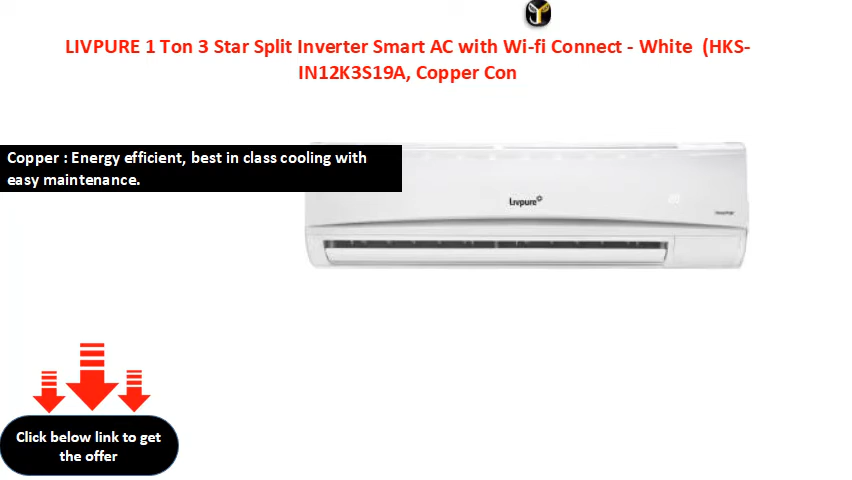 LIVPURE 1 Ton 3 Star Split Inverter Smart AC with Wi-fi Connect - White (HKS-
IN12K3S19A, Copper Con
Copper : Energy efficient, best in class cooling with
easy maintenance.
Livpure
Click below link to get
the offer